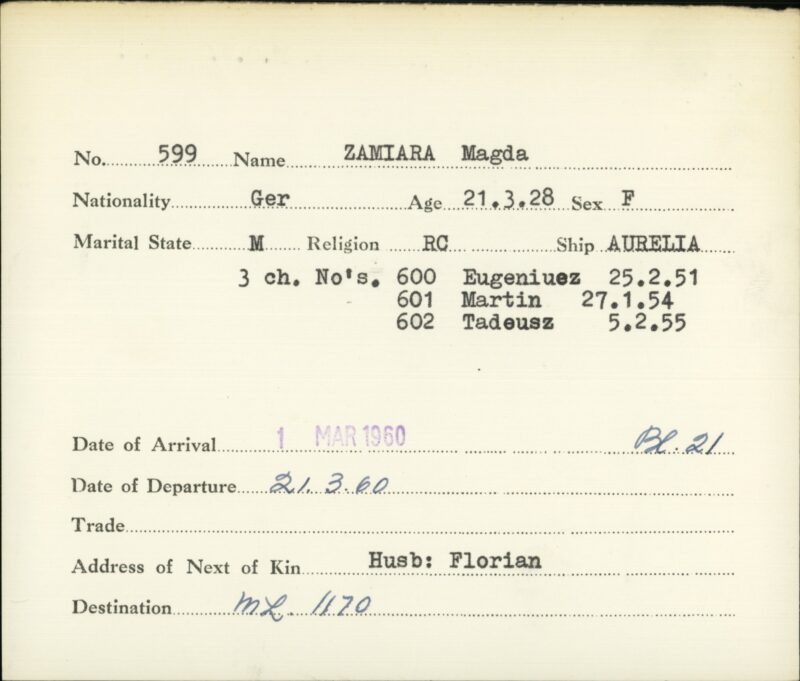 No. 599 Name ZAMIARA Magda
Nationality Ger Age 21.3.28 Sex F
Marital State M Religion RC Ship AURELIA
3 ch. No's. 600 Eugeniuez 25.2.51
601 Martin 27.1.54
602 Tadeusz 5.2.55
Date of Arrival 1 MAR 1960 Bl. 21
Date of Departure 21.3.60
Trade
Address of Next of Kin Husb: Florian
Destination ML. 1170